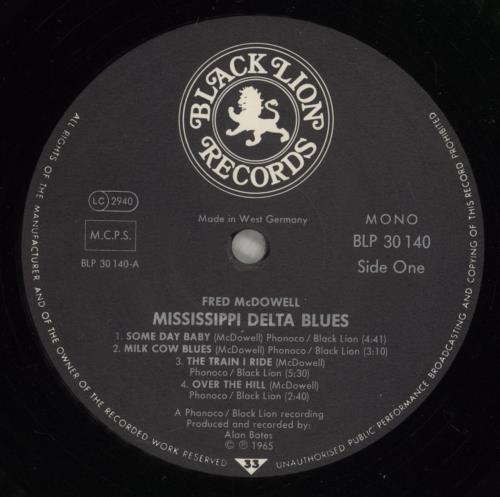 BLACK LION
RECORDS
LC 2940
Made in West Germany
MONO
M.C.P.S.
BLP 30 140
BLP 30 140-A
Side One
FRED McDOWELL
MISSISSIPPI DELTA BLUES
1. SOME DAY BABY (McDowell) Phonoco / Black Lion (4:41)
2. MILK COW BLUES (McDowell) Phonoco / Black Lion (3:10)
3. THE TRAIN I RIDE (McDowell)
Phonoco / Black Lion (5:30)
4. OVER THE HILL (McDowell)
Phonoco / Black Lion (2:40)
A Phonoco / Black Lion recording
Produced and recorded by:
Alan Bates
© ℗ 1965
33
ALL RIGHTS OF THE MANUFACTURER AND OF THE OWNER OF THE RECORDED WORK RESERVED
UNAUTHORISED PUBLIC PERFORMANCE BROADCASTING AND COPYING OF THIS RECORD PROHIBITED